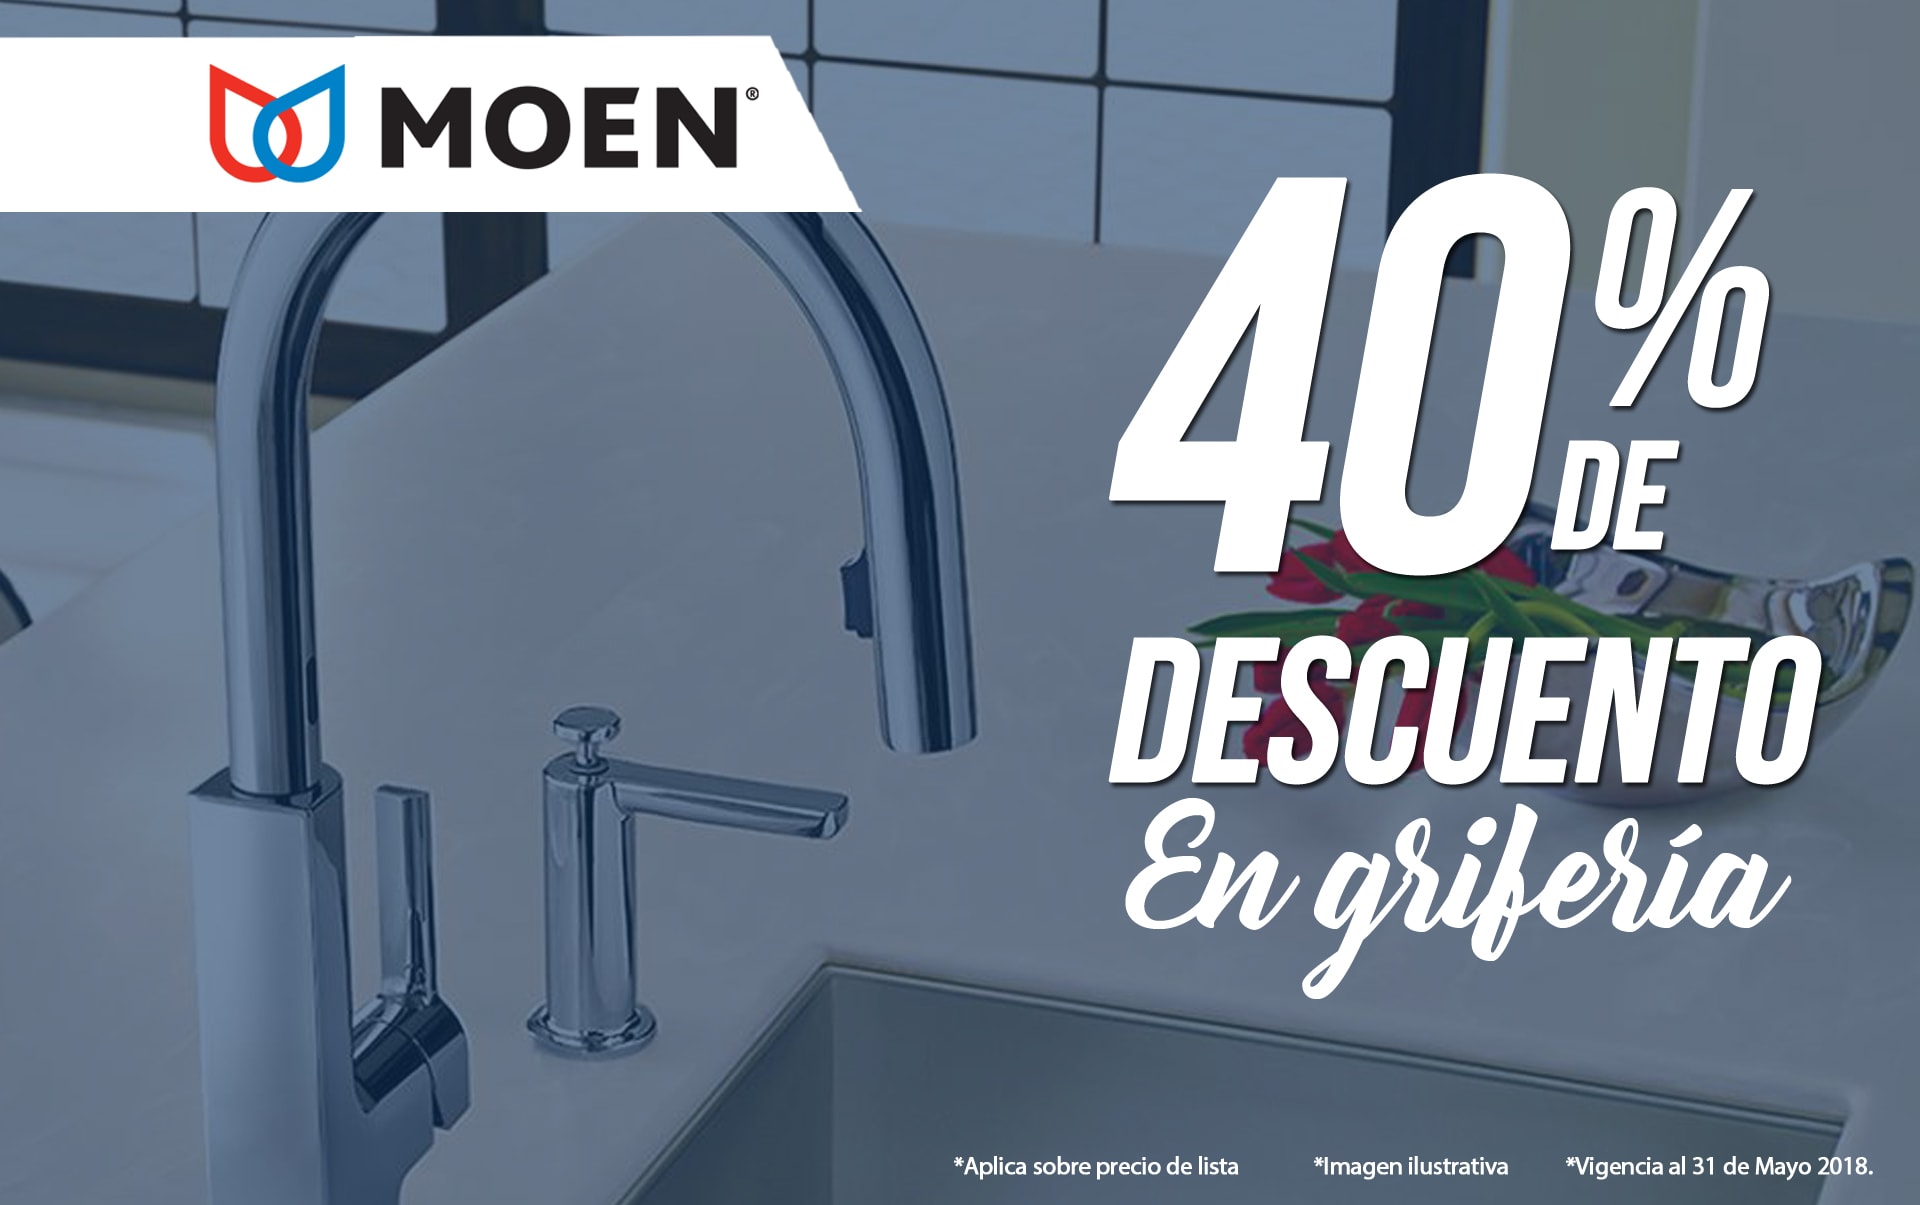 MOEN®
40%
DE
DESCUENTO
En grifería
*Aplica sobre precio de lista *Imagen ilustrativa *Vigencia al 31 de Mayo 2018.